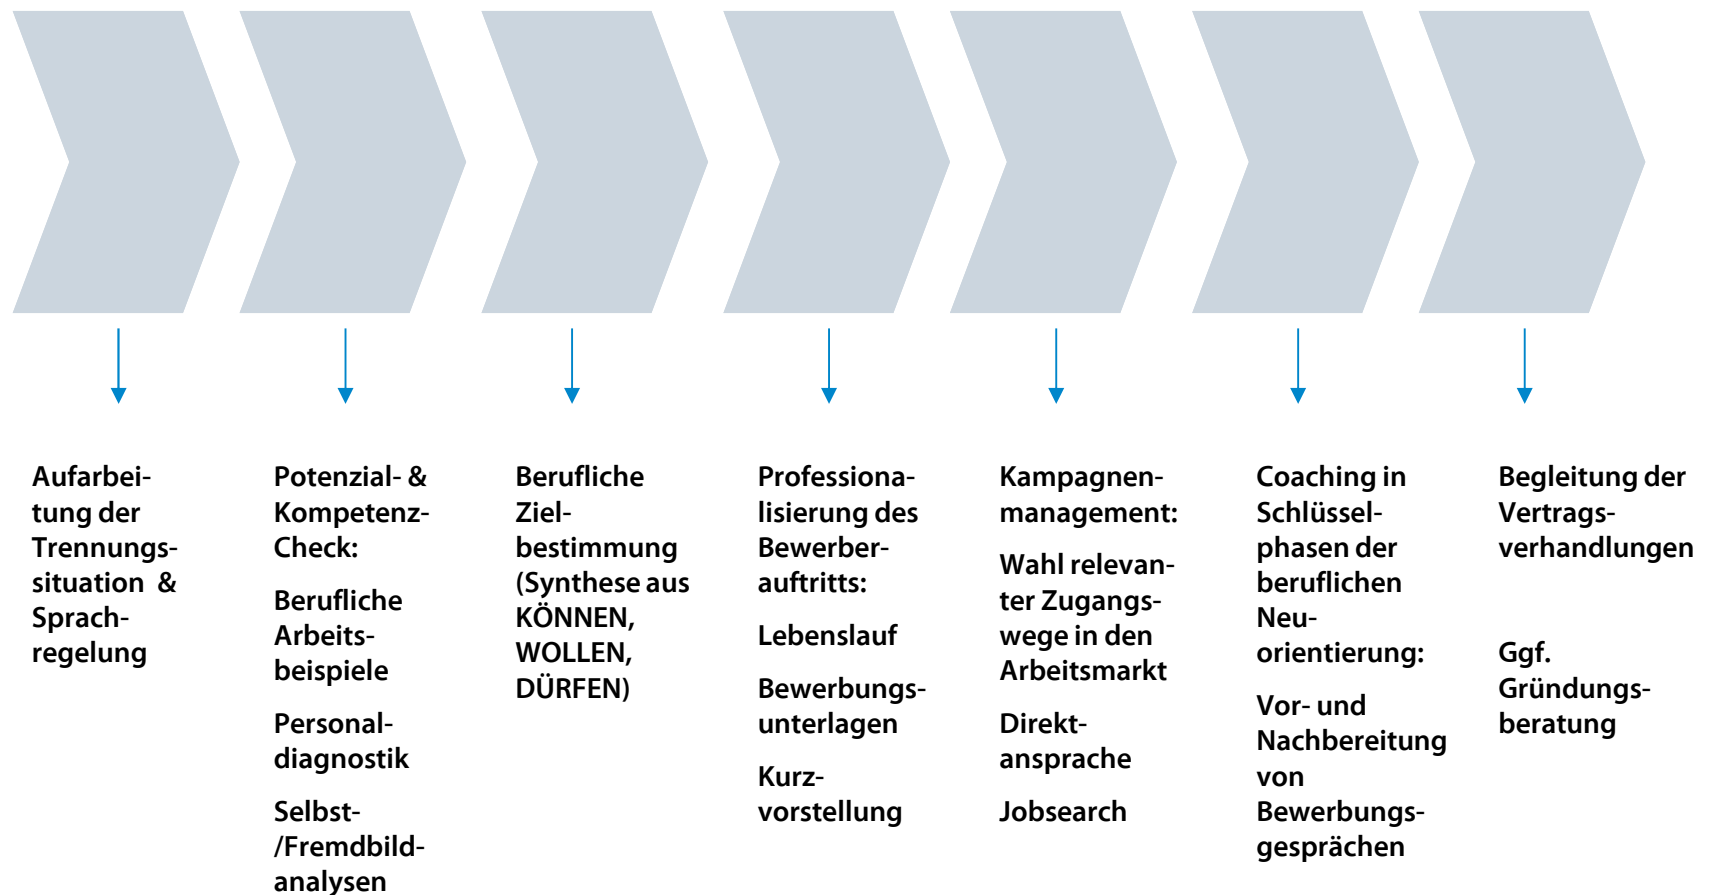 Aufarbei-
tung der
Trennungs-
situation &
Sprach-
regelung
Potenzial- &
Kompetenz-
Check:
Berufliche
Arbeits-
beispiele
Personal-
diagnostik
Selbst-
/Fremdbild-
analysen
Berufliche
Ziel-
bestimmung
(Synthese aus
KÖNNEN,
WOLLEN,
DÜRFEN)
Professiona-
lisierung des
Bewerber-
auftritts:
Lebenslauf
Bewerbungs-
unterlagen
Kurz-
vorstellung
Kampagnen-
management:
Wahl relevan-
ter Zugangs-
wege in den
Arbeitsmarkt
Direkt-
ansprache
Jobsearch
Coaching in
Schlüssel-
phasen der
beruflichen
Neu-
orientierung:
Vor- und
Nachbereitung
von
Bewerbungs-
gesprächen
Begleitung der
Vertrags-
verhandlungen
Ggf.
Gründungs-
beratung